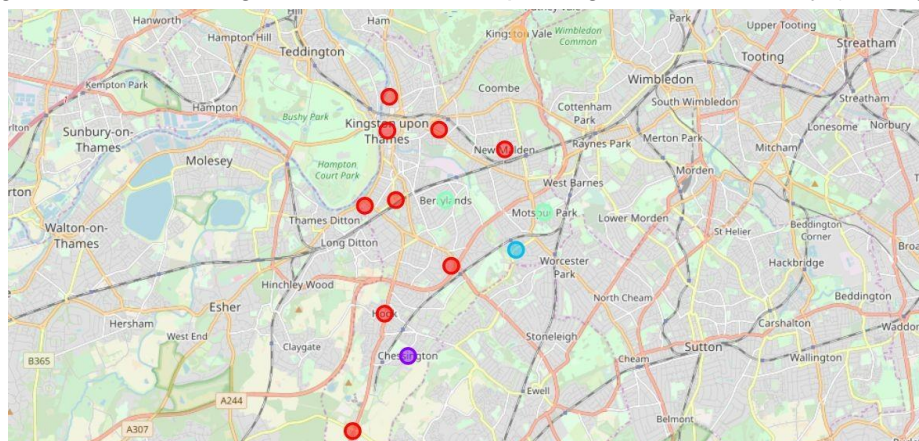 Hanworth
Ham
Kingston Vale
Wimbledon
Common
Park
Upper Tooting
Hampton Hill
Teddington
Tooting
Streatham
Kempton Park
Coombe
Wimbledon
Hampton
Bushy Park
Cottenham
Park
South Wimbledon
Streatham
Sunbury-on-
Thames
Kingston upon
Thames
Lonesome
Norbury
Molesey
Hampton
Court Park
New Malden
Raynes Park
Merton Park
Mitcham
Morden
West Barnes
Walton-on-
Thames
Thames Ditton
Berrylands
Motspur Park
Lower Morden
Long Ditton
St Helier
Beddington
Corner
Worcester
Park
Hackbridge
Hinchley Wood
Esher
North Cheam
Beddington
Hersham
West End
Hook
Stoneleigh
Carshalton
Waddon
Claygate
Chessington
Cheam
Sutton
Wallington
B365
Ewell
A244
A307
Belmont